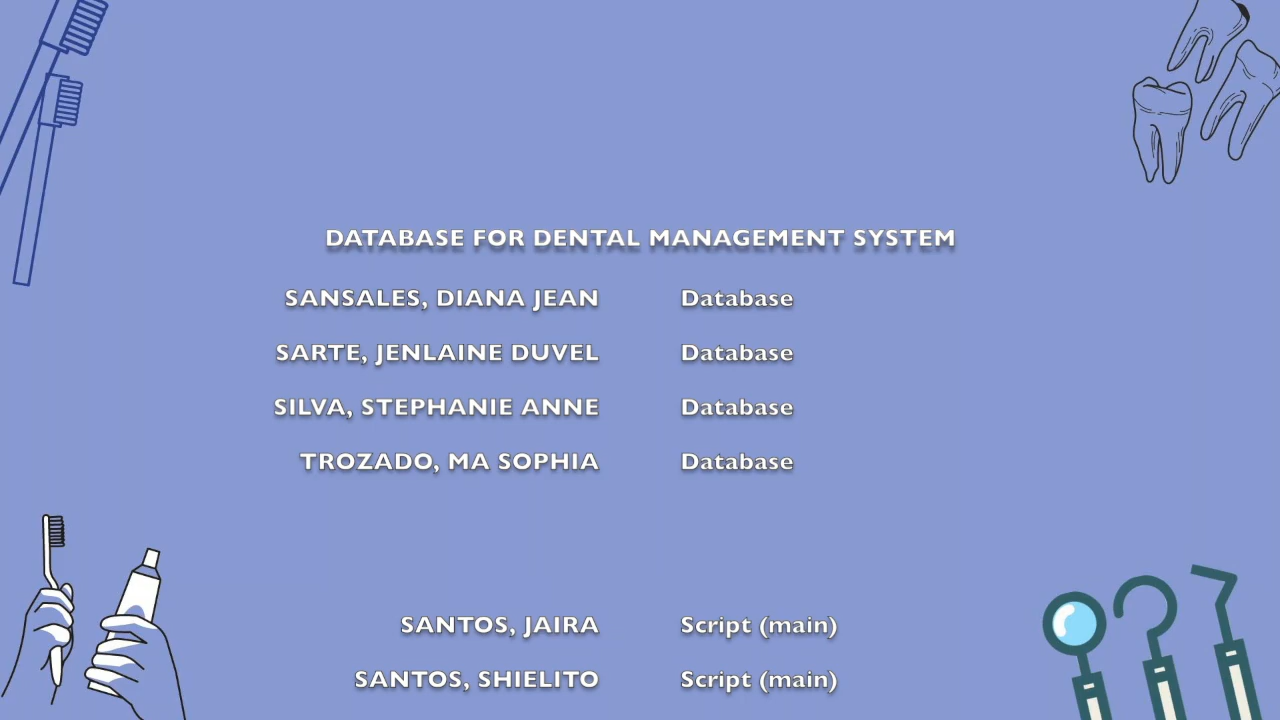 DATABASE FOR DENTAL MANAGEMENT SYSTEM
SANSALES, DIANA JEAN Database
SARTE, JENLAINE DUVEL Database
SILVA, STEPHANIE ANNE Database
TROZADO, MA SOPHIA Database
SANTOS, JAIRA Script (main)
SANTOS, SHIELITO Script (main)